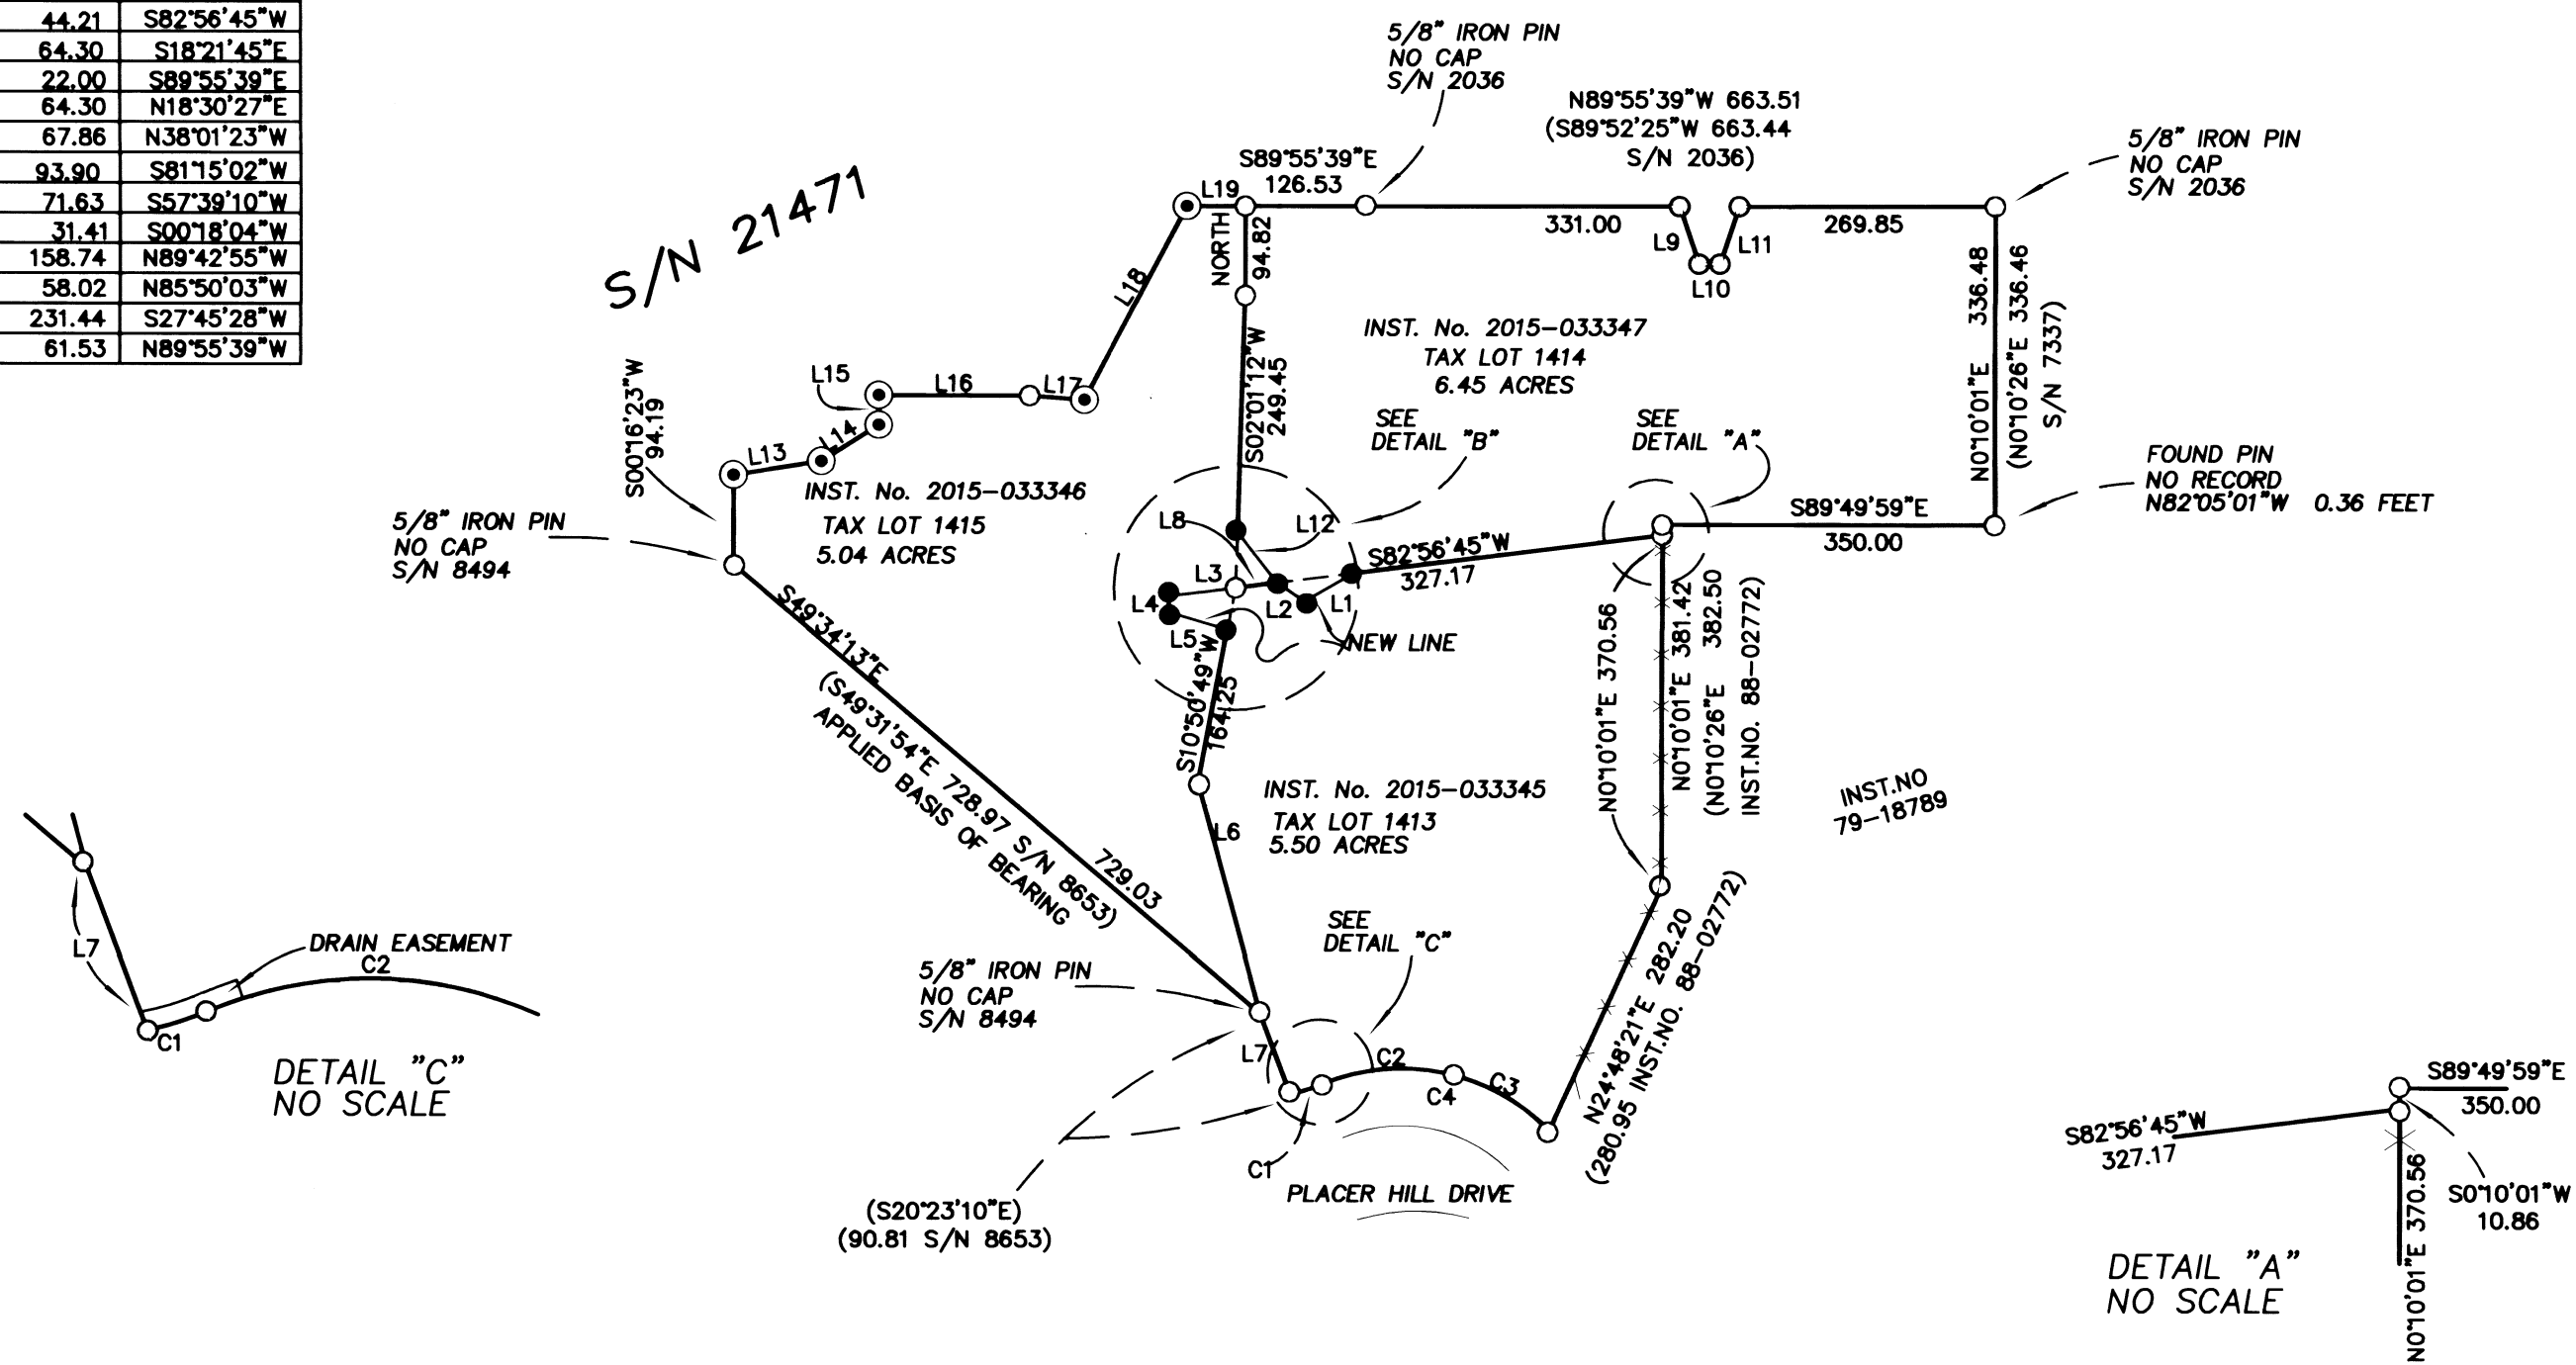 44.21 S82°56'45"W
64.30 S18°21'45"E
22.00 S89°55'39"E
64.30 N18°30'27"E
67.86 N38°01'23"W
93.90 S81°15'02"W
71.63 S57°39'10"W
31.41 S00°18'04"W
158.74 N89°42'55"W
58.02 N85°50'03"W
231.44 S27°45'28"W
61.53 N89°55'39"W
S/N 21471
5/8" IRON PIN
NO CAP
S/N 2036
N89°55'39"W 663.51
(S89°52'25"W 663.44
S/N 2036)
5/8" IRON PIN
NO CAP
S/N 2036
S89°55'39"E
126.53
L19
NORTH
94.82
331.00
L9
L10
L11
269.85
N0°10'01"E 336.48
(N0°10'26"E 336.46
S/N 7337)
L18
INST. No. 2015-033347
TAX LOT 1414
6.45 ACRES
S02°01'12"W
249.45
SEE
DETAIL "B"
SEE
DETAIL "A"
L15
L16
L17
S00°16'23"W
94.19
L13
L14
INST. No. 2015-033346
TAX LOT 1415
5.04 ACRES
5/8" IRON PIN
NO CAP
S/N 8494
FOUND PIN
NO RECORD
N82°05'01"W 0.36 FEET
S89°49'59"E
350.00
L8
L12
S82°56'45"W
327.17
L3
L4
L2
L1
L5
NEW LINE
S49°34'13"E
(S49°31'54"E 728.97 S/N 8653)
APPLIED BASIS OF BEARING
729.03
S10°50'49"W
164.25
N0°10'01"E 370.56
N0°10'01"E 381.42
(N0°10'26"E 382.50
INST.NO. 88-02772)
INST. No. 2015-033345
TAX LOT 1413
5.50 ACRES
L6
INST.NO
79-18789
L7
DRAIN EASEMENT
C2
C1
DETAIL "C"
NO SCALE
5/8" IRON PIN
NO CAP
S/N 8494
SEE
DETAIL "C"
N24°48'21"E 282.20
(280.95 INST.NO. 88-02772)
L7
C2
C4
C3
C1
PLACER HILL DRIVE
(S20°23'10"E)
(90.81 S/N 8653)
S89°49'59"E
350.00
S82°56'45"W
327.17
N0°10'01"E 370.56
S0°10'01"W
10.86
DETAIL "A"
NO SCALE